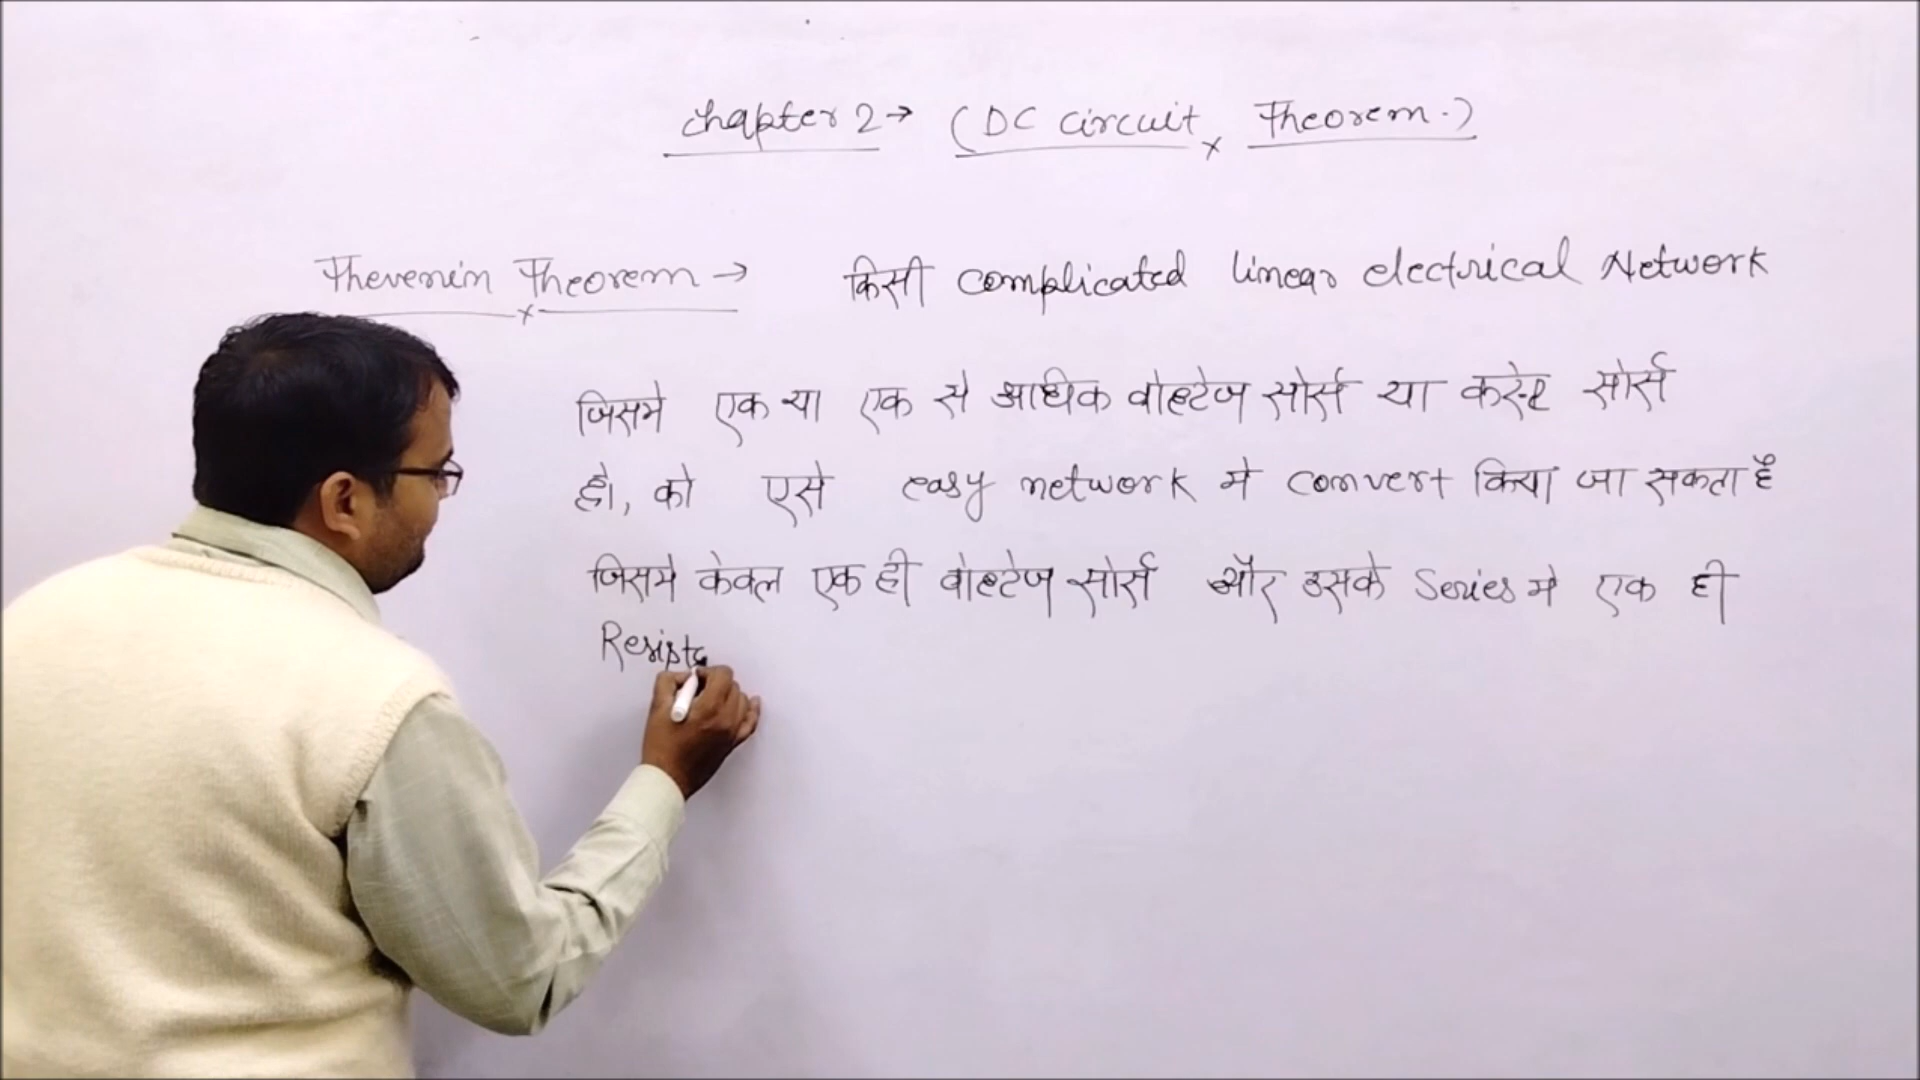 chapter 2 → (DC circuit Theorem.)
Thevenin Theorem → किसी complicated linear electrical Network
जिसमे एक या एक से अधिक वोल्टेज सोर्स या करेन्ट सोर्स
हो, को एसे easy network मे convert किया जा सकता है
जिसमे केवल एक ही वोल्टेज सोर्स और उसके Series मे एक ही